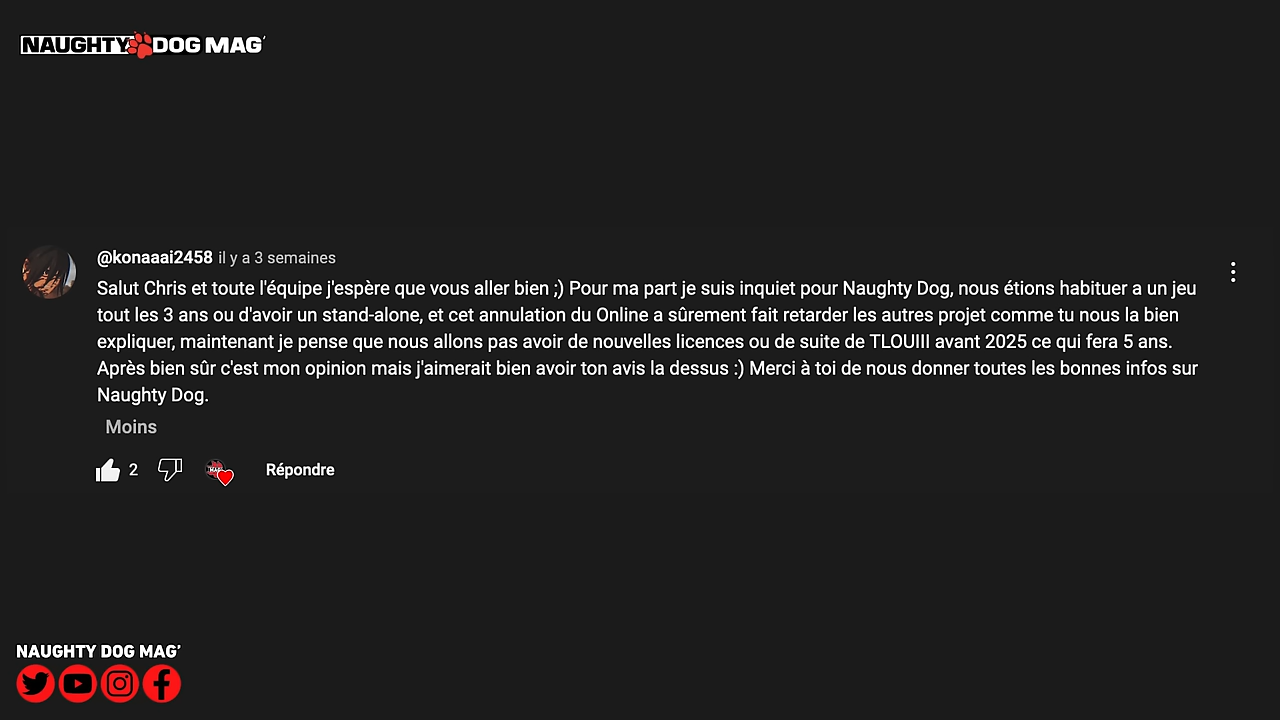 NAUGHTY DOG MAG'
@konaaai2458 il y a 3 semaines
Salut Chris et toute l'équipe j'espère que vous aller bien ;) Pour ma part je suis inquiet pour Naughty Dog, nous étions habituer a un jeu
tout les 3 ans ou d'avoir un stand-alone, et cet annulation du Online a sûrement fait retarder les autres projet comme tu nous la bien
expliquer, maintenant je pense que nous allons pas avoir de nouvelles licences ou de suite de TLOUIII avant 2025 ce qui fera 5 ans.
Après bien sûr c'est mon opinion mais j'aimerait bien avoir ton avis la dessus :) Merci à toi de nous donner toutes les bonnes infos sur
Naughty Dog.
Moins
2 Répondre
NAUGHTY DOG MAG'